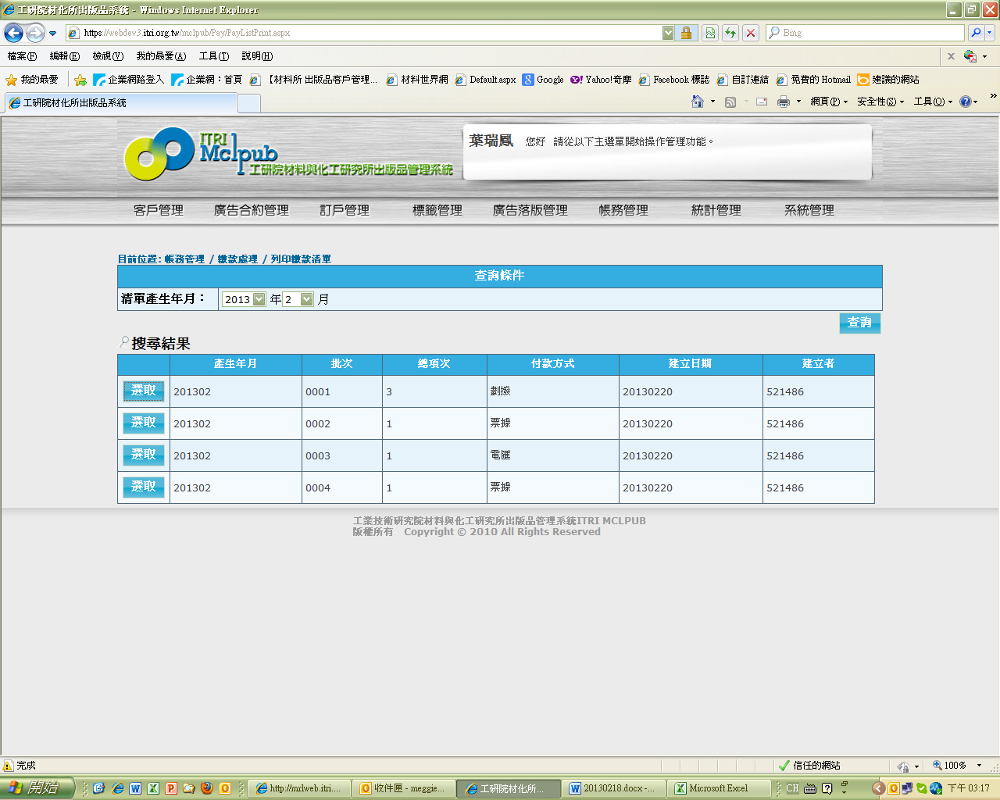 工研院材化所出版品系統 - Windows Internet Explorer
https://webdev3.itri.org.tw/mclpub/Pay/PayListPrint.aspx
Bing
檔案(F) 編輯(E) 檢視(V) 我的最愛(A) 工具(T) 說明(H)
我的最愛 企業網路登入 企業網：首頁 【材料所 出版品客戶管理... 材料世界網 Default.aspx Google Yahoo!奇摩 Facebook 標誌 自訂連結 免費的 Hotmail 建議的網站
工研院材化所出版品系統
網頁(P) 安全性(S) 工具(O)
ITRI
Mclpub
工研院材料與化工研究所出版品管理系統
葉瑞鳳 您好 請從以下主選單開始操作管理功能。
客戶管理 廣告合約管理 訂戶管理 標籤管理 廣告落版管理 帳務管理 統計管理 系統管理
目前位置: 帳務管理 / 繳款處理 / 列印繳款清單
查詢條件
清單產生年月： 2013 年 2 月
查詢
搜尋結果
產生年月 批次 總項次 付款方式 建立日期 建立者
選取 201302 0001 3 劃撥 20130220 521486
選取 201302 0002 1 票據 20130220 521486
選取 201302 0003 1 電匯 20130220 521486
選取 201302 0004 1 票據 20130220 521486
工業技術研究院材料與化工研究所出版品管理系統ITRI MCLPUB
版權所有 Copyright © 2010 All Rights Reserved
完成
信任的網站
100%
開始
http://mrlweb.itri....
收件匣 - meggie...
工研院材化所...
20130218.docx -...
Microsoft Excel
CH
下午 03:17